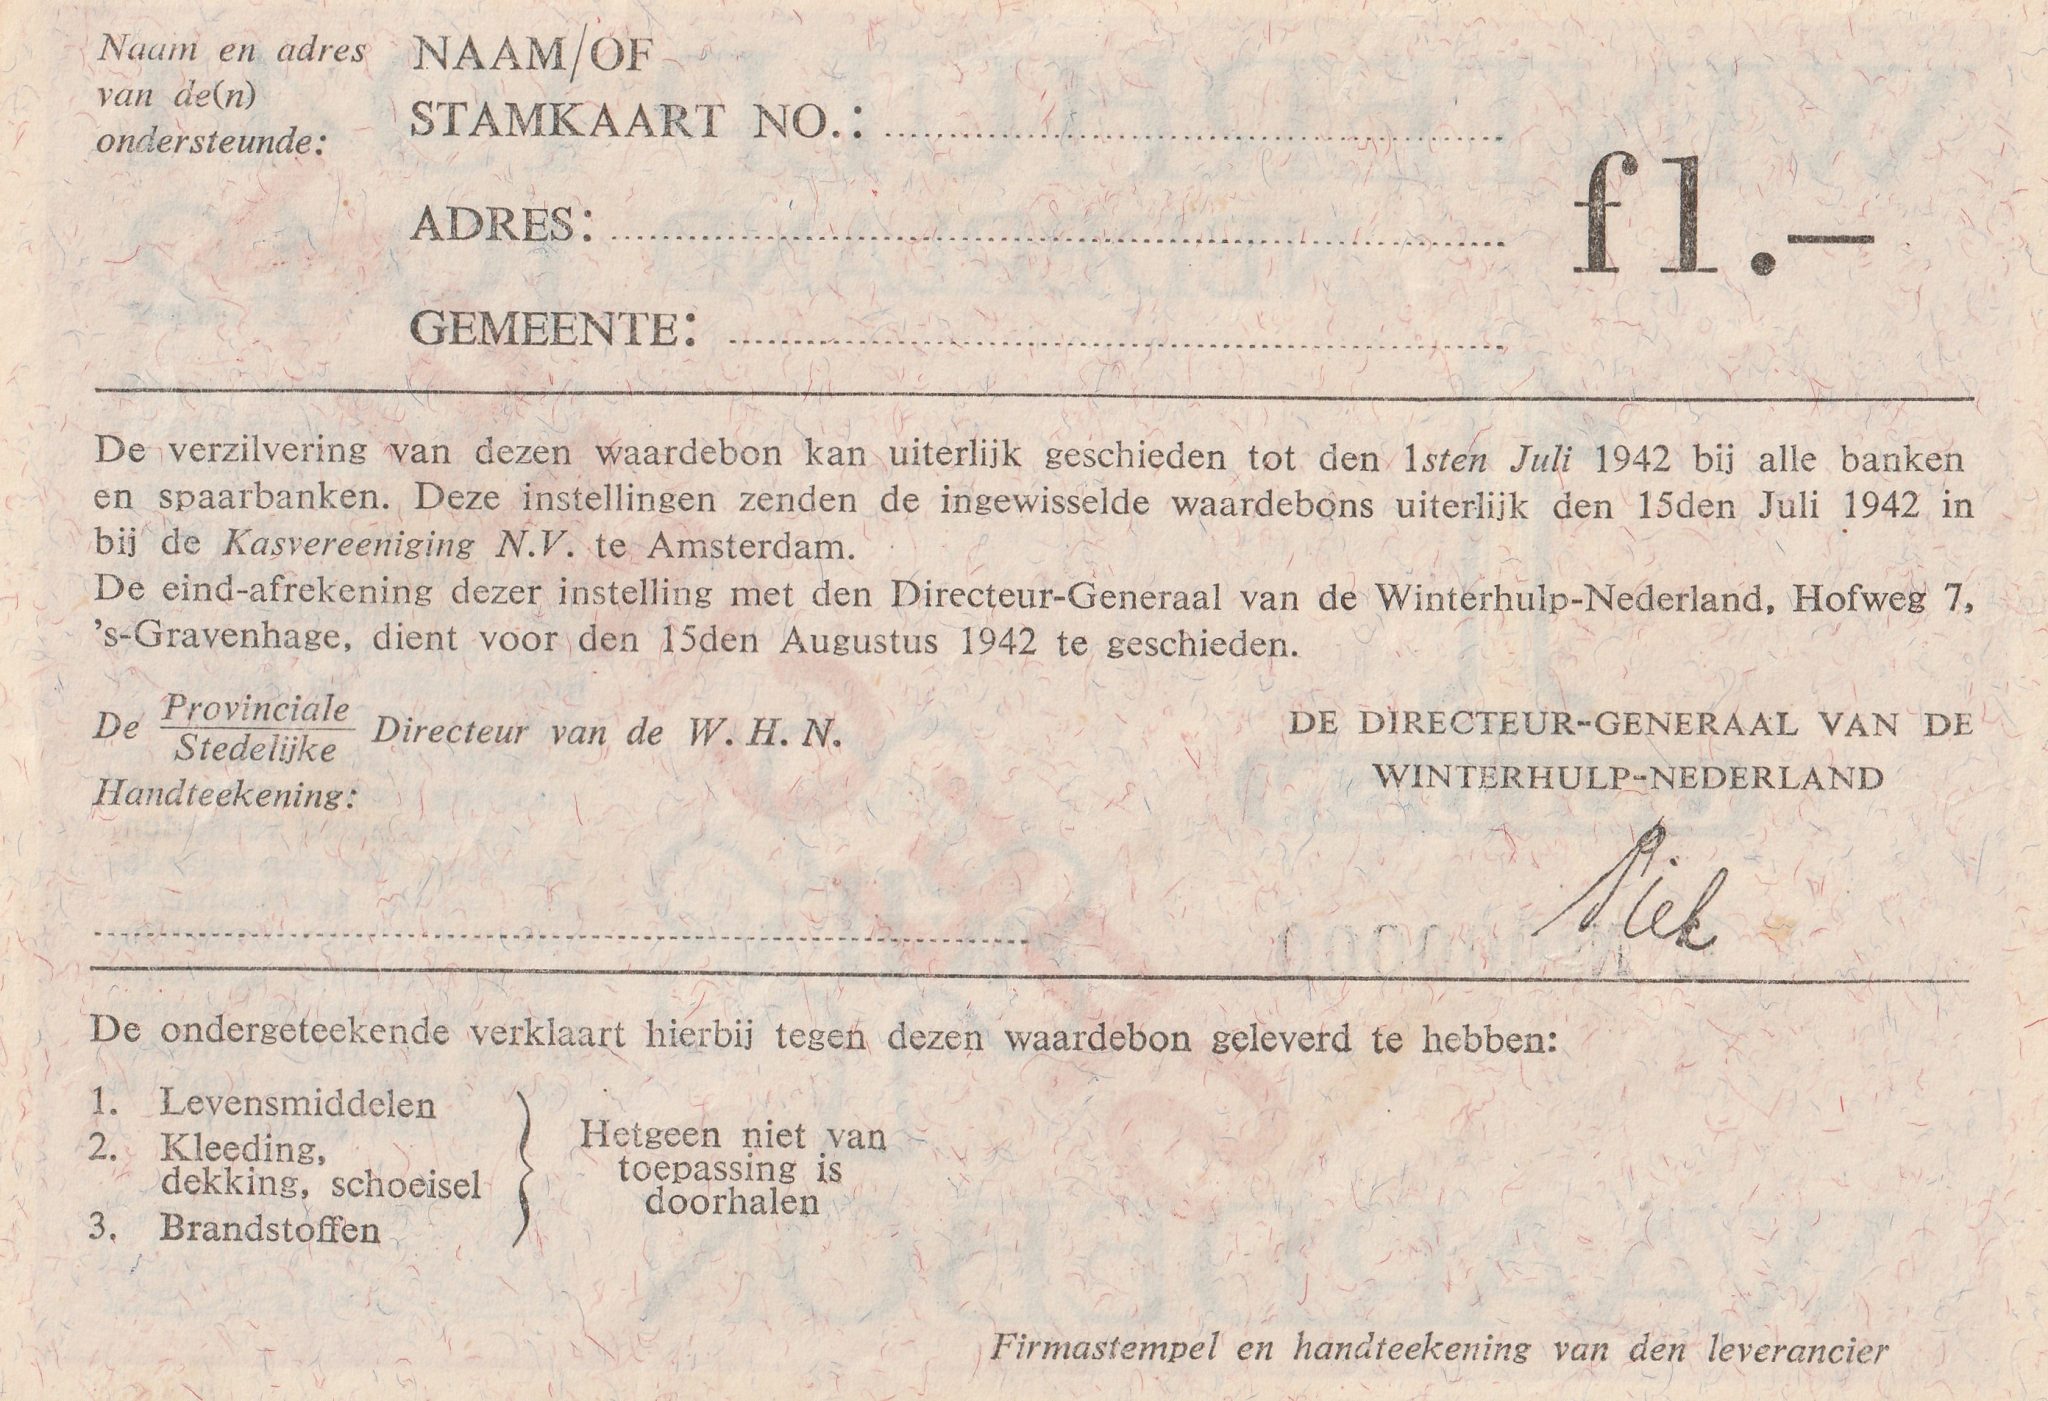 Naam en adres
van de(n)
ondersteunde:
NAAM/OF
STAMKAART NO.:
ADRES:
GEMEENTE:
f 1.—
De verzilvering van dezen waardebon kan uiterlijk geschieden tot den 1sten Juli 1942 bij alle banken
en spaarbanken. Deze instellingen zenden de ingewisselde waardebons uiterlijk den 15den Juli 1942 in
bij de Kasvereeniging N.V. te Amsterdam.
De eind-afrekening dezer instelling met den Directeur-Generaal van de Winterhulp-Nederland, Hofweg 7,
's-Gravenhage, dient voor den 15den Augustus 1942 te geschieden.
De Provinciale/Stedelijke Directeur van de W. H. N.
Handteekening:
DE DIRECTEUR-GENERAAL VAN DE
WINTERHULP-NEDERLAND
Piek
De ondergeteekende verklaart hierbij tegen dezen waardebon geleverd te hebben:
1. Levensmiddelen
2. Kleeding,
dekking, schoeisel
3. Brandstoffen
Hetgeen niet van
toepassing is
doorhalen
Firmastempel en handteekening van den leverancier